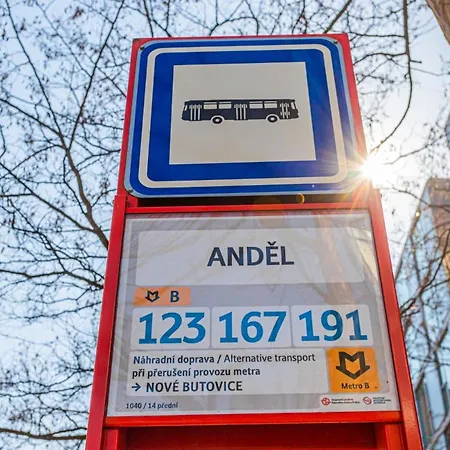 ANDĚL
B
123 167 191
Náhradní doprava / Alternative transport
při přerušení provozu metra
→ NOVÉ BUTOVICE
Metro B
1040 / 14 přední